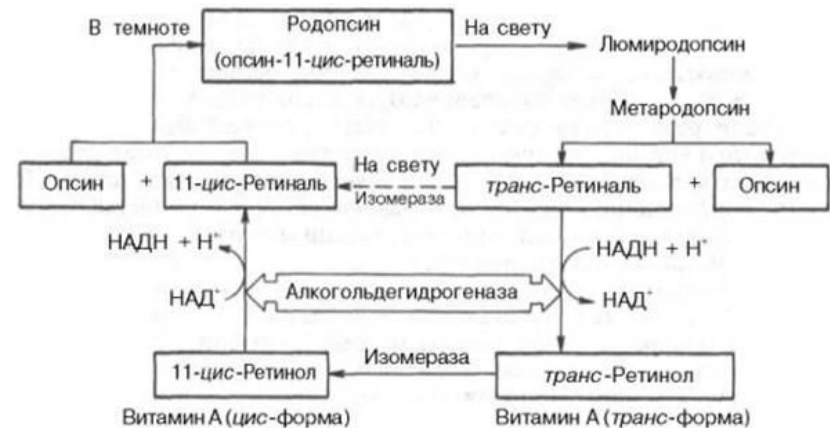 В темноте
Родопсин
(опсин-11-цис-ретиналь)
На свету
Люмиродопсин
Метародопсин
Опсин
+
11-цис-Ретиналь
На свету
Изомераза
транс-Ретиналь
+
Опсин
НАДН + Н⁺
НАД⁺
Алкогольдегидрогеназа
НАДН + Н⁺
НАД⁺
11-цис-Ретинол
Изомераза
транс-Ретинол
Витамин А (цис-форма)
Витамин А (транс-форма)